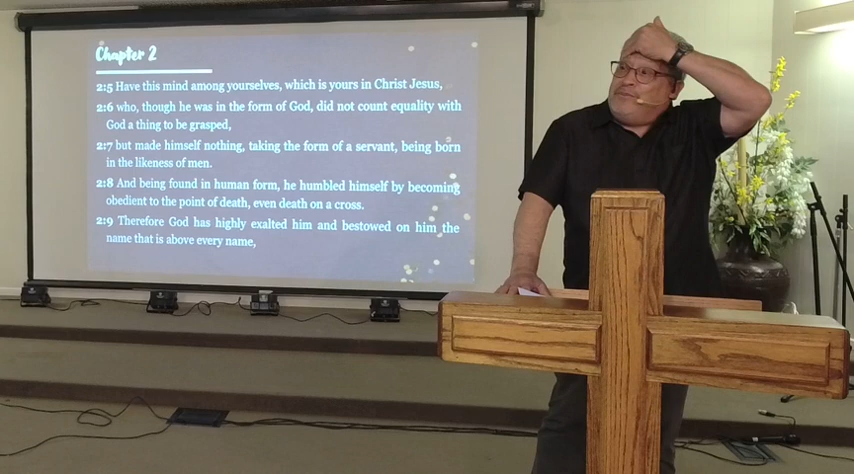 Chapter 2
2:5 Have this mind among yourselves, which is yours in Christ Jesus,
2:6 who, though he was in the form of God, did not count equality with
God a thing to be grasped,
2:7 but made himself nothing, taking the form of a servant, being born
in the likeness of men.
2:8 And being found in human form, he humbled himself by becoming
obedient to the point of death, even death on a cross.
2:9 Therefore God has highly exalted him and bestowed on him the
name that is above every name,